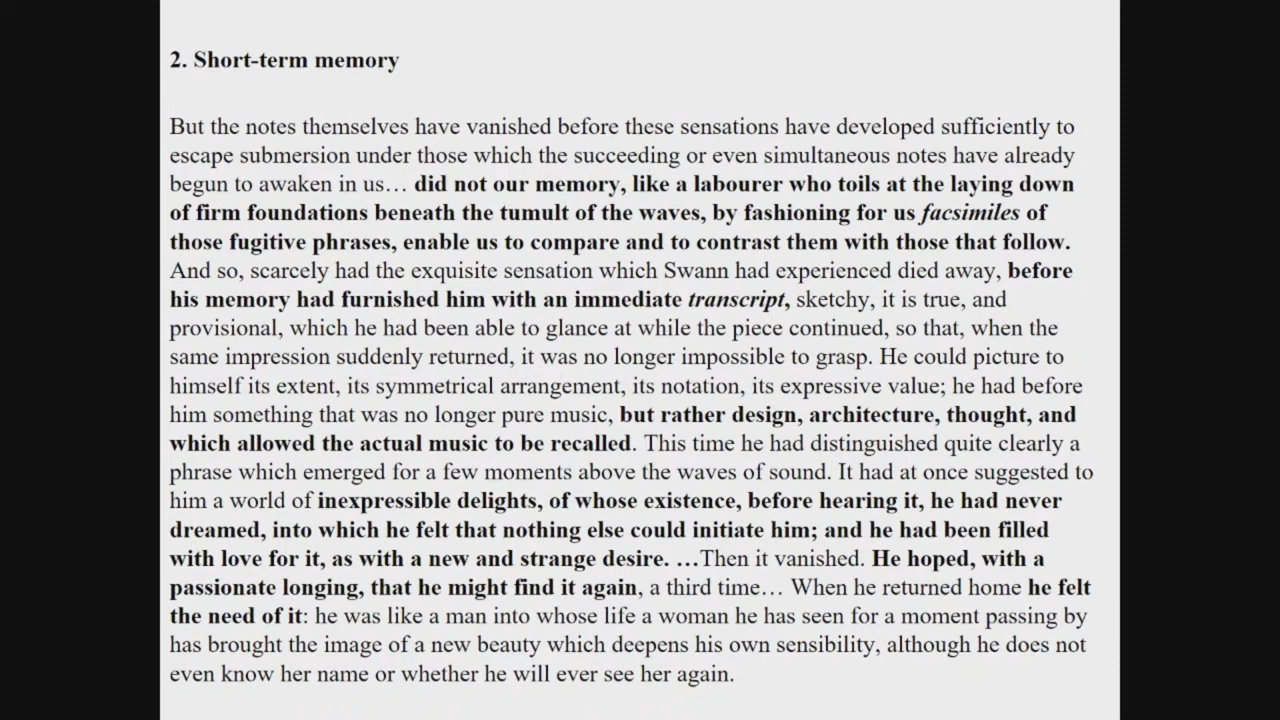 2. Short-term memory
But the notes themselves have vanished before these sensations have developed sufficiently to
escape submersion under those which the succeeding or even simultaneous notes have already
begun to awaken in us… did not our memory, like a labourer who toils at the laying down
of firm foundations beneath the tumult of the waves, by fashioning for us facsimiles of
those fugitive phrases, enable us to compare and to contrast them with those that follow.
And so, scarcely had the exquisite sensation which Swann had experienced died away, before
his memory had furnished him with an immediate transcript, sketchy, it is true, and
provisional, which he had been able to glance at while the piece continued, so that, when the
same impression suddenly returned, it was no longer impossible to grasp. He could picture to
himself its extent, its symmetrical arrangement, its notation, its expressive value; he had before
him something that was no longer pure music, but rather design, architecture, thought, and
which allowed the actual music to be recalled. This time he had distinguished quite clearly a
phrase which emerged for a few moments above the waves of sound. It had at once suggested to
him a world of inexpressible delights, of whose existence, before hearing it, he had never
dreamed, into which he felt that nothing else could initiate him; and he had been filled
with love for it, as with a new and strange desire. …Then it vanished. He hoped, with a
passionate longing, that he might find it again, a third time… When he returned home he felt
the need of it: he was like a man into whose life a woman he has seen for a moment passing by
has brought the image of a new beauty which deepens his own sensibility, although he does not
even know her name or whether he will ever see her again.